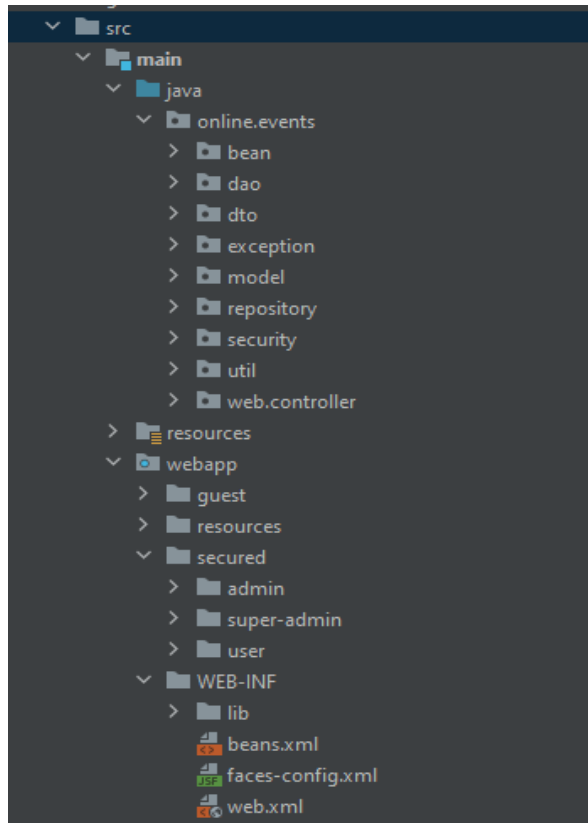 src
main
java
online.events
bean
dao
dto
exception
model
repository
security
util
web.controller
resources
webapp
guest
resources
secured
admin
super-admin
user
WEB-INF
lib
beans.xml
JSF faces-config.xml
web.xml